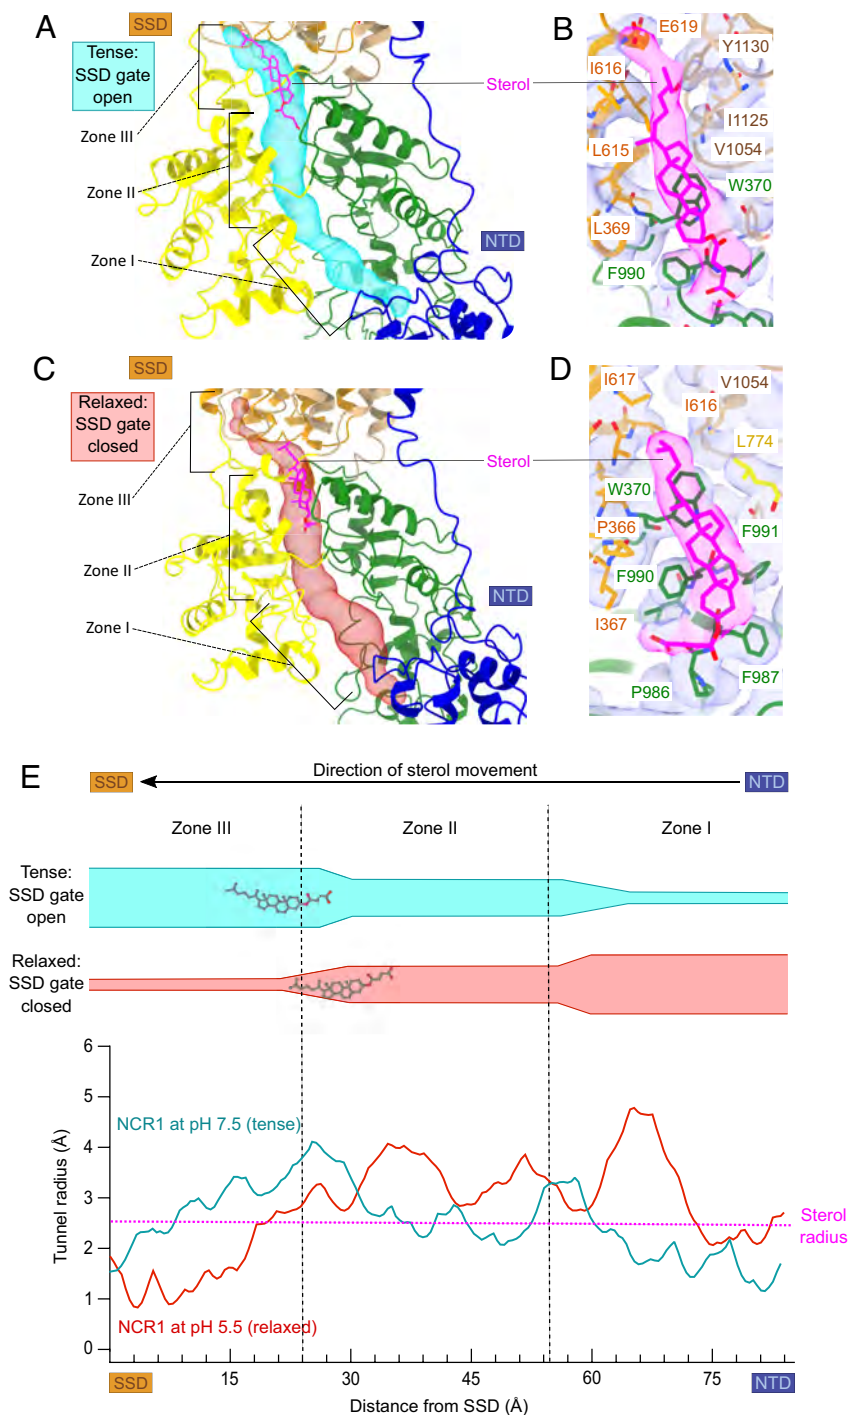 A
SSD
Tense:
SSD gate
open
Zone III
Zone II
Zone I
Sterol
NTD
B
E619
Y1130
I616
I1125
L615
V1054
W370
L369
F990
C
SSD
Relaxed:
SSD gate
closed
Zone III
Zone II
Zone I
Sterol
NTD
D
I617
V1054
I616
L774
W370
P366
F991
F990
I367
F987
P986
E
SSD
Direction of sterol movement
NTD
Zone III
Zone II
Zone I
Tense:
SSD gate
open
Relaxed:
SSD gate
closed
6
5
4
3
2
1
0
Tunnel radius (Å)
NCR1 at pH 7.5 (tense)
Sterol
radius
NCR1 at pH 5.5 (relaxed)
SSD
15
30
45
60
75
NTD
Distance from SSD (Å)